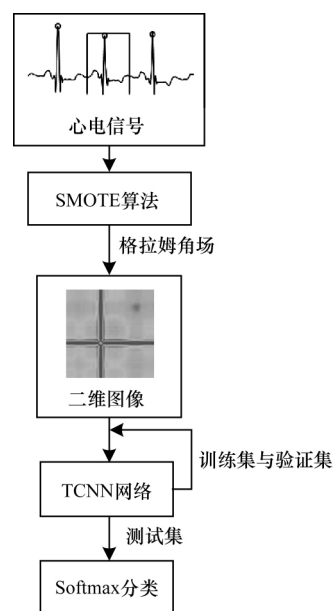 心电信号
SMOTE算法
格拉姆角场
二维图像
训练集与验证集
TCNN网络
测试集
Softmax分类